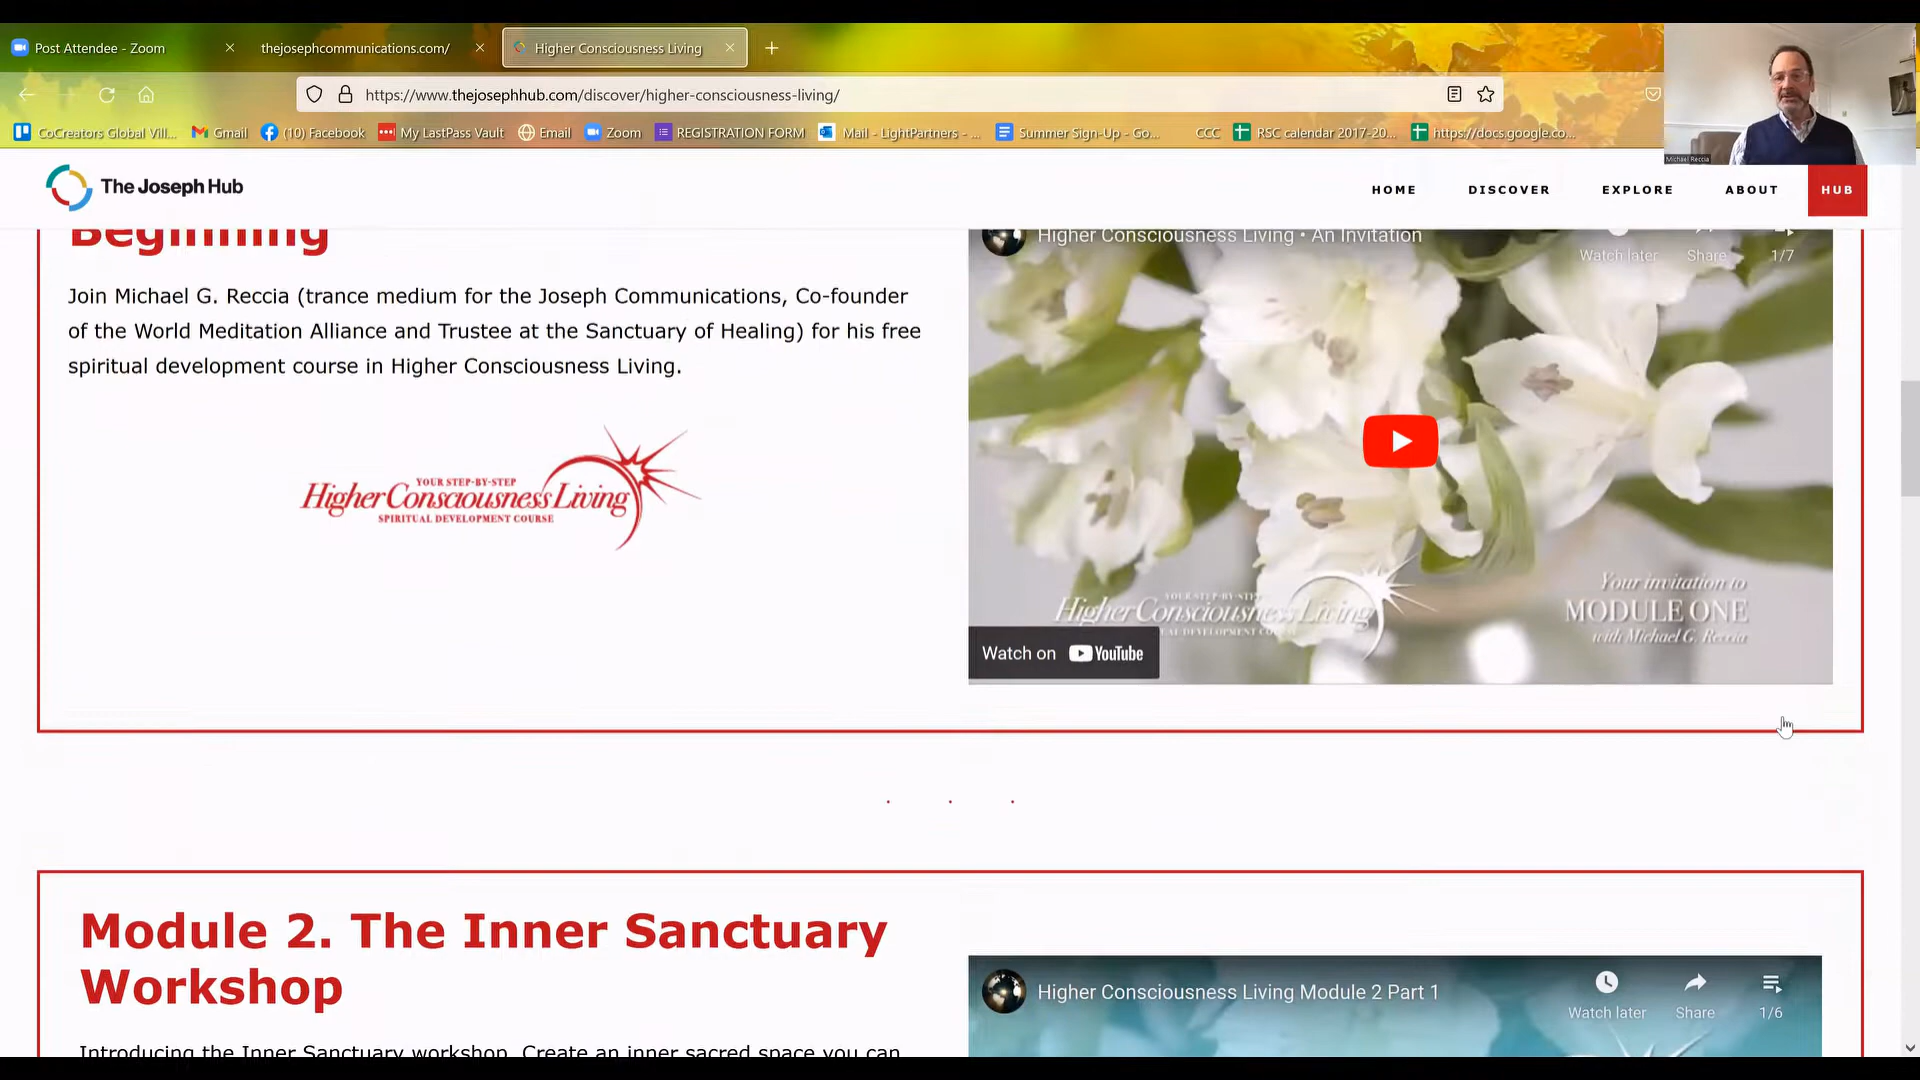 Post Attendee - Zoom
thejosephcommunications.com/
Higher Consciousness Living
https://www.thejosephhub.com/discover/higher-consciousness-living/
CoCreators Global Vill...
Gmail
(10) Facebook
My LastPass Vault
Email
Zoom
REGISTRATION FORM
Mail - LightPartners - ...
Summer Sign-Up - Go...
CCC
RSC calendar 2017-20...
https://docs.google.co...
Michael Reccia
The Joseph Hub
HOME
DISCOVER
EXPLORE
ABOUT
HUB
Beginning
Join Michael G. Reccia (trance medium for the Joseph Communications, Co-founder
of the World Meditation Alliance and Trustee at the Sanctuary of Healing) for his free
spiritual development course in Higher Consciousness Living.
YOUR STEP-BY-STEP
Higher Consciousness Living
SPIRITUAL DEVELOPMENT COURSE
Higher Consciousness Living • An Invitation
Watch later
Share
1/7
YOUR STEP-BY-STEP
Higher Consciousness Living
Your invitation to
MODULE ONE
with Michael G. Reccia
Watch on YouTube
. . .
Module 2. The Inner Sanctuary
Workshop
Introducing the Inner Sanctuary workshop. Create an inner sacred space you can
Higher Consciousness Living Module 2 Part 1
Watch later
Share
1/6